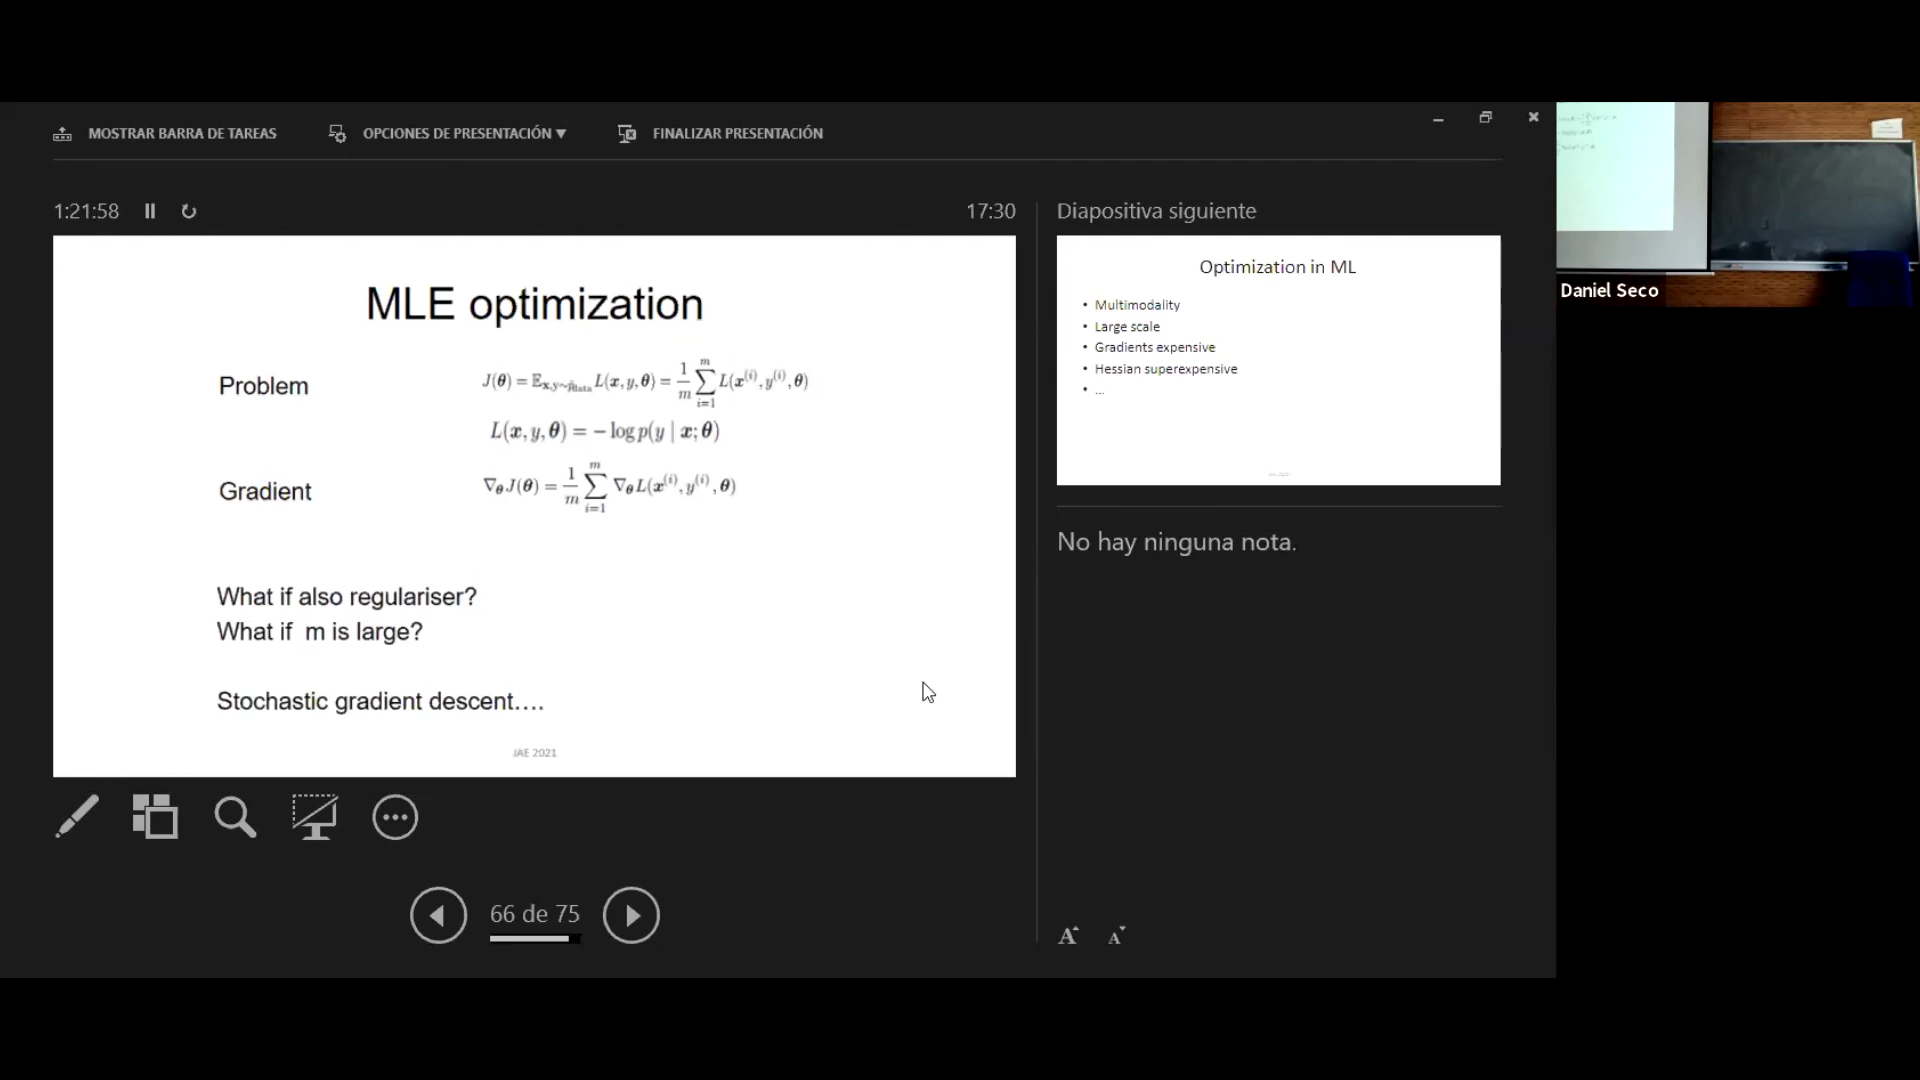 MOSTRAR BARRA DE TAREAS
OPCIONES DE PRESENTACIÓN ▼
FINALIZAR PRESENTACIÓN
1:21:58
17:30
MLE optimization
Problem
J(θ) = 𝔼x,y∼p̂data L(x, y, θ) = 1/m ∑_{i=1}^{m} L(x^(i), y^(i), θ)
L(x, y, θ) = − log p(y | x; θ)
Gradient
∇θ J(θ) = 1/m ∑_{i=1}^{m} ∇θ L(x^(i), y^(i), θ)
What if also regulariser?
What if m is large?
Stochastic gradient descent....
JAE 2021
66 de 75
Diapositiva siguiente
Optimization in ML
• Multimodality
• Large scale
• Gradients expensive
• Hessian superexpensive
• ...
No hay ninguna nota.
A A
Daniel Seco